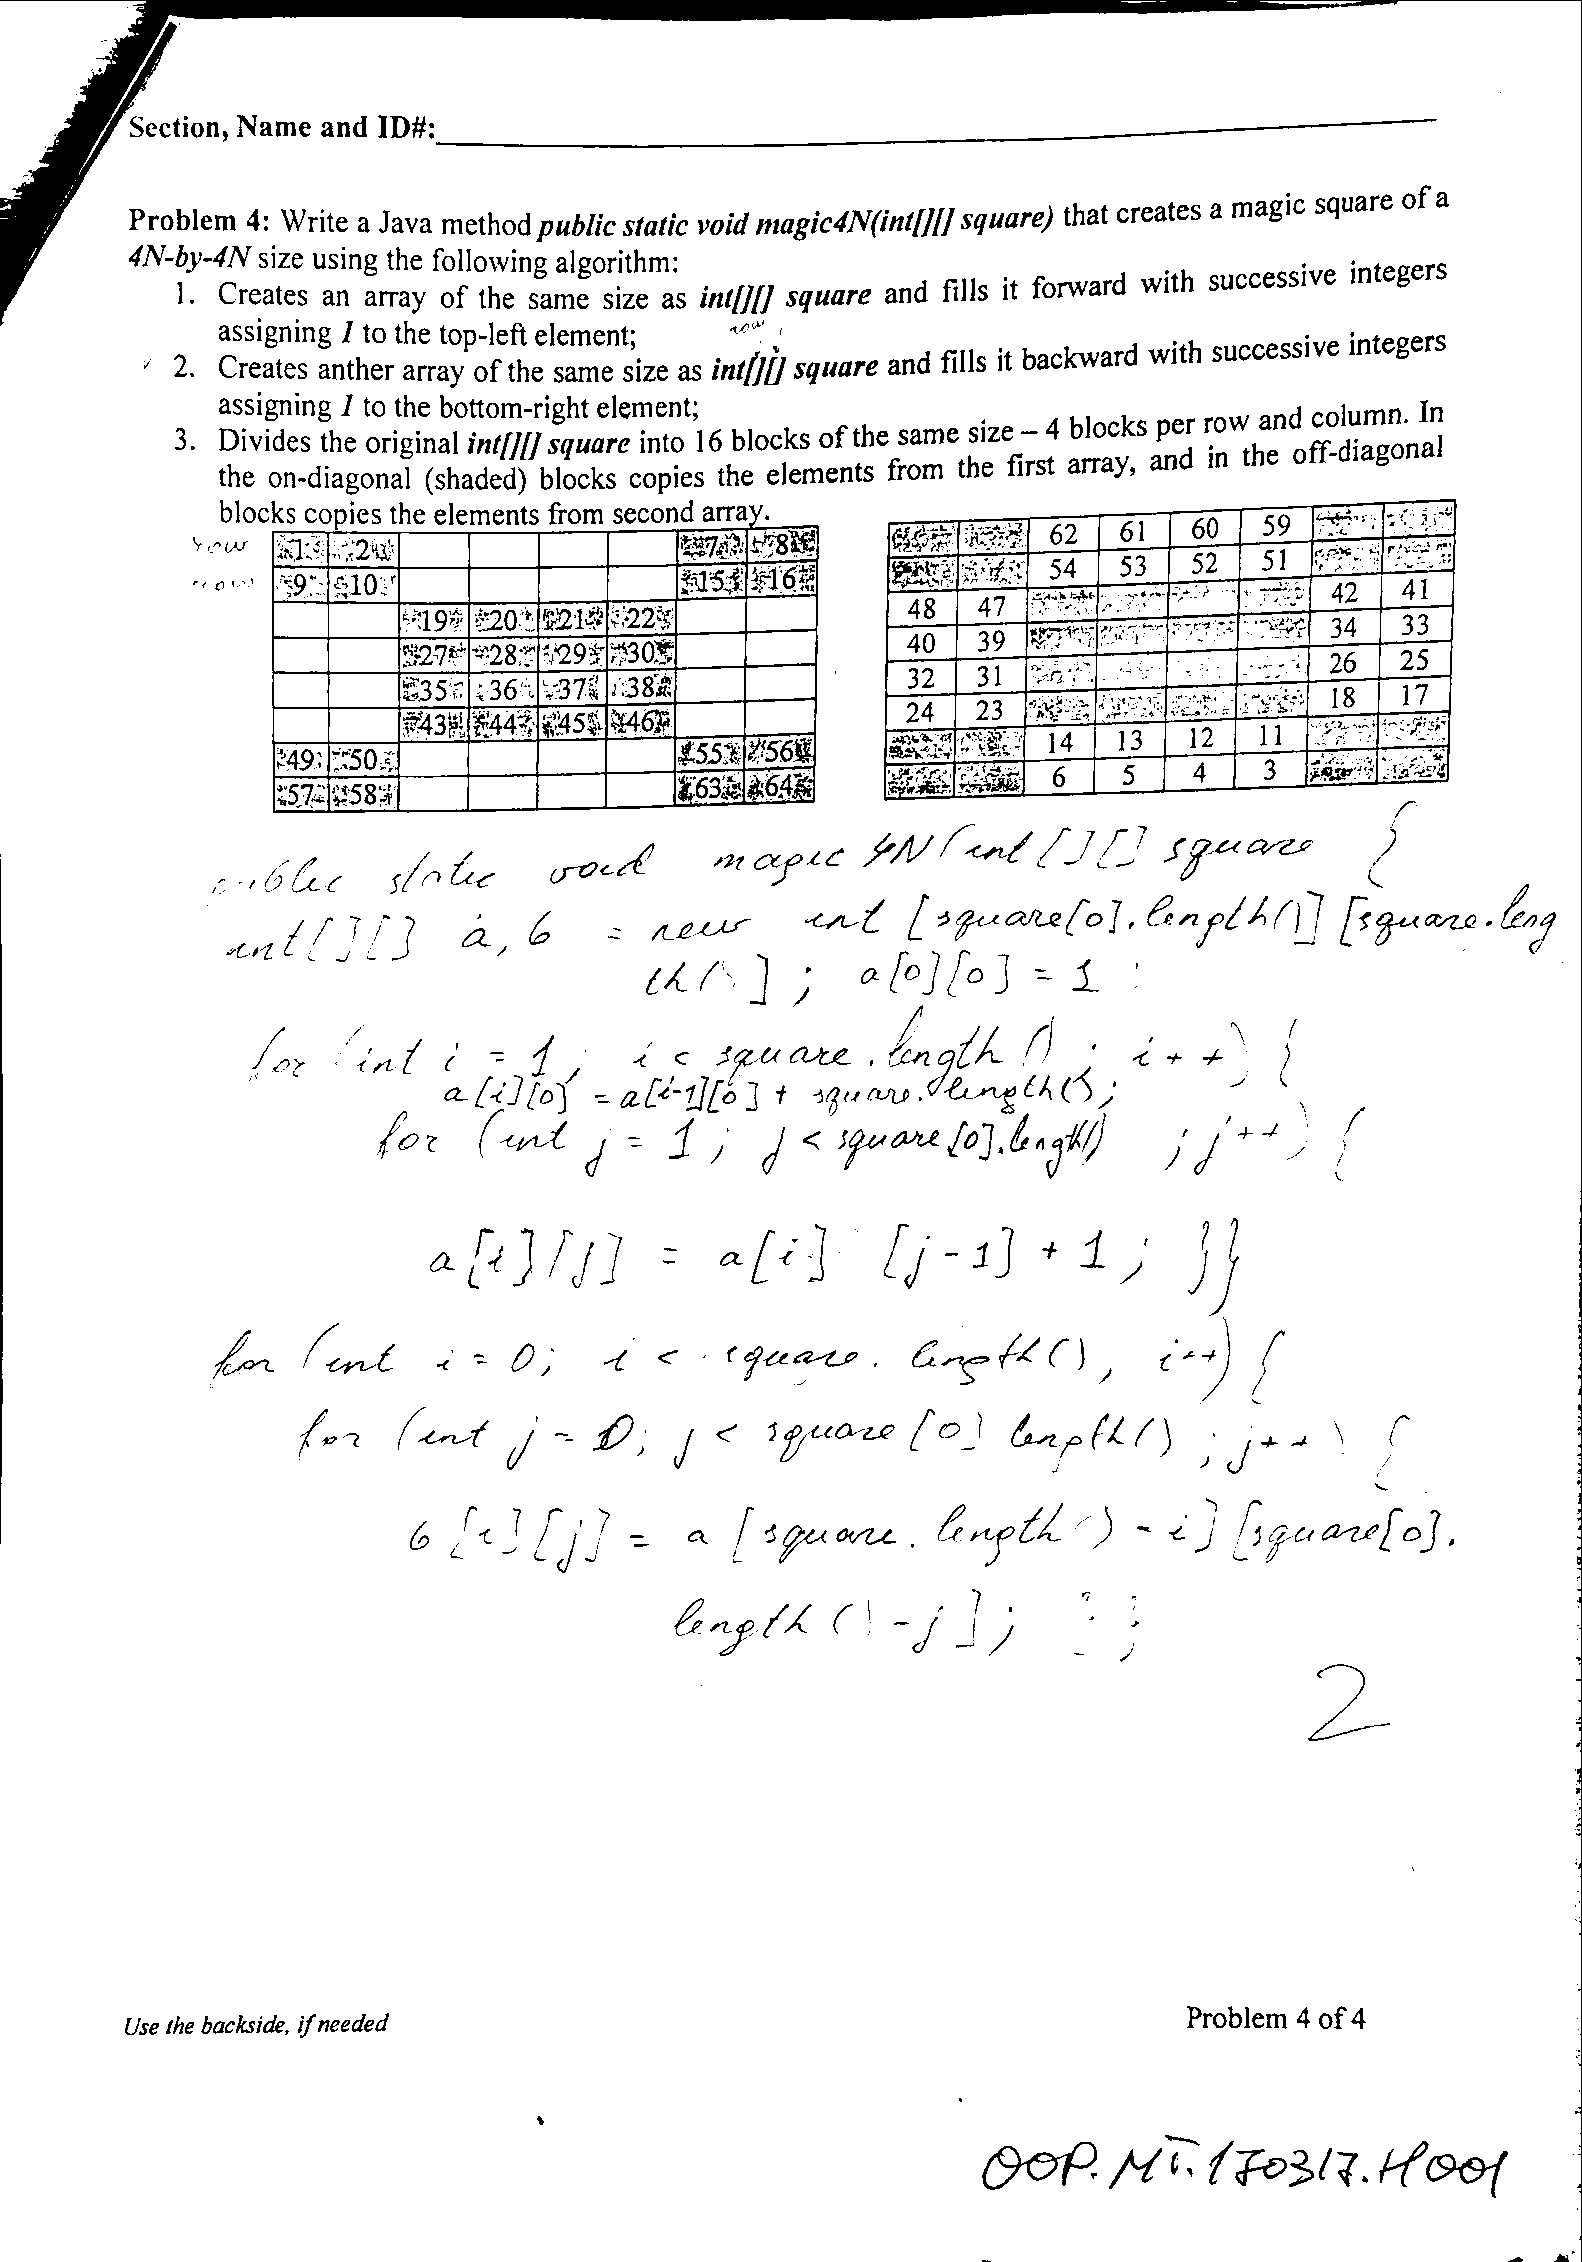 Section, Name and ID#:
Problem 4: Write a Java method public static void magic4N(int[][] square) that creates a magic square of a
4N-by-4N size using the following algorithm:
1. Creates an array of the same size as int[][] square and fills it forward with successive integers
assigning 1 to the top-left element;
row
2. Creates anther array of the same size as int[][] square and fills it backward with successive integers
assigning 1 to the bottom-right element;
3. Divides the original int[][] square into 16 blocks of the same size – 4 blocks per row and column. In
the on-diagonal (shaded) blocks copies the elements from the first array, and in the off-diagonal
blocks copies the elements from second array.
row 1 2 7 8
row 9 10 15 16
19 20 21 22
27 28 29 30
35 36 37 38
43 44 45 46
49 50 55 56
57 58 63 64
62 61 60 59
54 53 52 51
48 47 42 41
40 39 34 33
32 31 26 25
24 23 18 17
14 13 12 11
6 5 4 3
public static void magic 4N(int[][] square {
int[][] a, b = new int [square[0].length()] [square.leng
th()]; a[0][0] = 1 ;
for (int i = 1; i < square.length(); i++) {
a[i][0] = a[i-1][0] + square.length();
for (int j = 1; j < square[0].length() ; j++) {
a[i][j] = a[i] [j-1] + 1; }}
for (int i = 0; i < square.length(), i++) {
for (int j = 0; j < square[0] length() ; j++) {
b[i][j] = a [square.length() - i] [square[0].
length() - j]; } }
2
Use the backside, if needed
Problem 4 of 4
OOP.MT.170317.H001